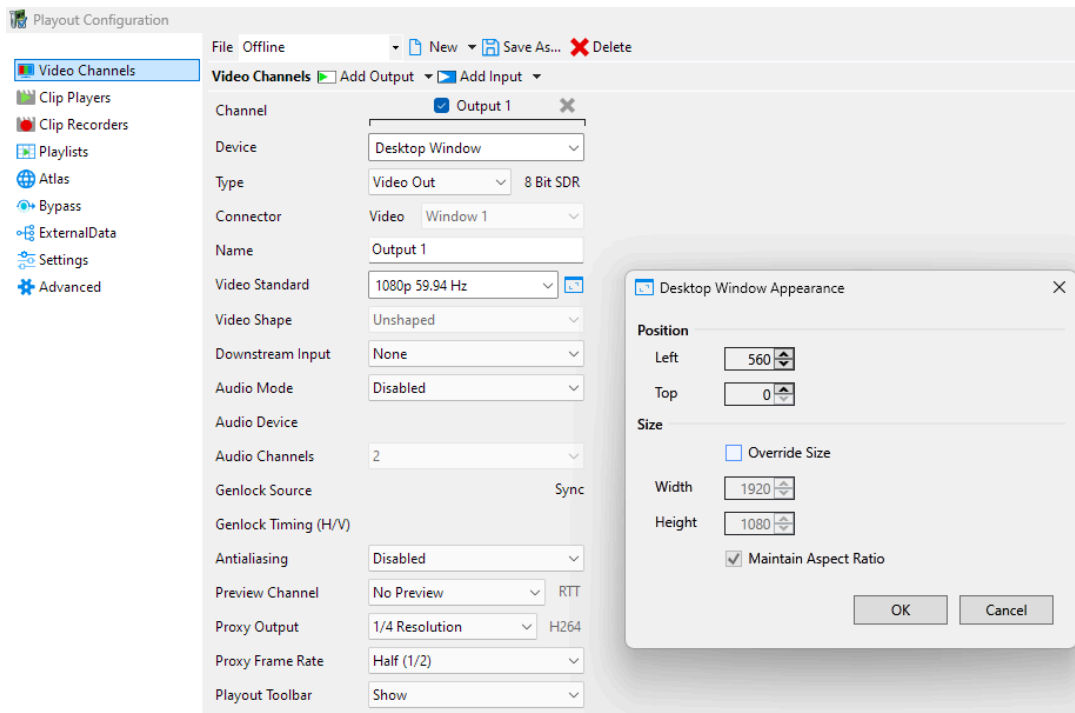 Playout Configuration
File Offline New Save As... Delete
Video Channels
Clip Players
Clip Recorders
Playlists
Atlas
Bypass
ExternalData
Settings
Advanced
Video Channels Add Output Add Input
Channel Output 1
Device Desktop Window
Type Video Out 8 Bit SDR
Connector Video Window 1
Name Output 1
Video Standard 1080p 59.94 Hz
Video Shape Unshaped
Downstream Input None
Audio Mode Disabled
Audio Device
Audio Channels 2
Genlock Source Sync
Genlock Timing (H/V)
Antialiasing Disabled
Preview Channel No Preview RTT
Proxy Output 1/4 Resolution H264
Proxy Frame Rate Half (1/2)
Playout Toolbar Show
Desktop Window Appearance
Position
Left 560
Top 0
Size
Override Size
Width 1920
Height 1080
Maintain Aspect Ratio
OK Cancel